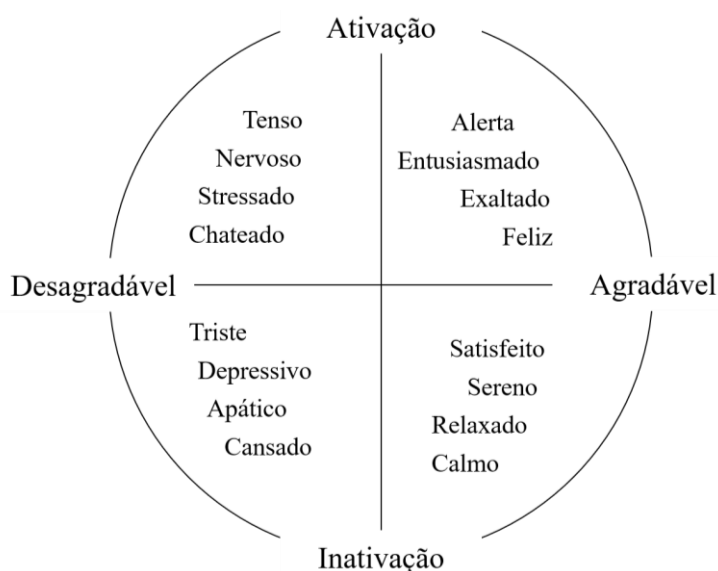 Ativação
Tenso
Nervoso
Stressado
Chateado
Alerta
Entusiasmado
Exaltado
Feliz
Desagradável
Agradável
Triste
Depressivo
Apático
Cansado
Satisfeito
Sereno
Relaxado
Calmo
Inativação